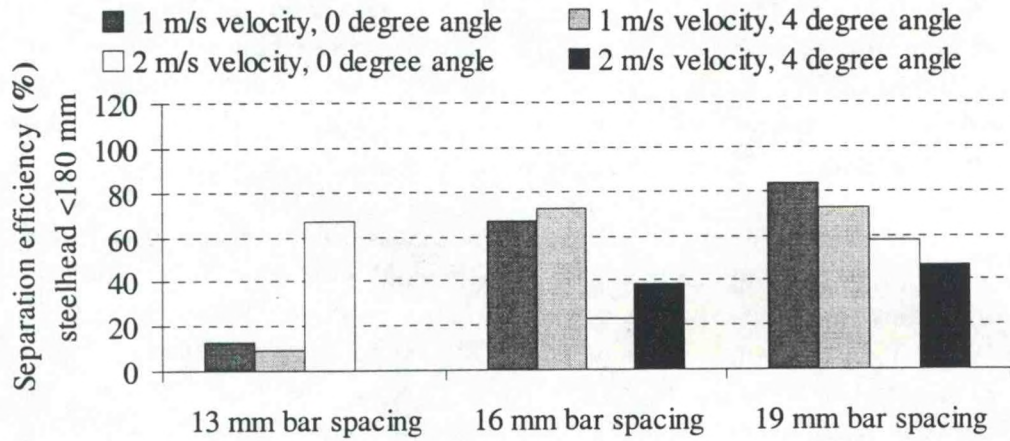 1 m/s velocity, 0 degree angle
1 m/s velocity, 4 degree angle
2 m/s velocity, 0 degree angle
2 m/s velocity, 4 degree angle
Separation efficiency (%)
steelhead <180 mm
120
100
80
60
40
20
0
13 mm bar spacing
16 mm bar spacing
19 mm bar spacing